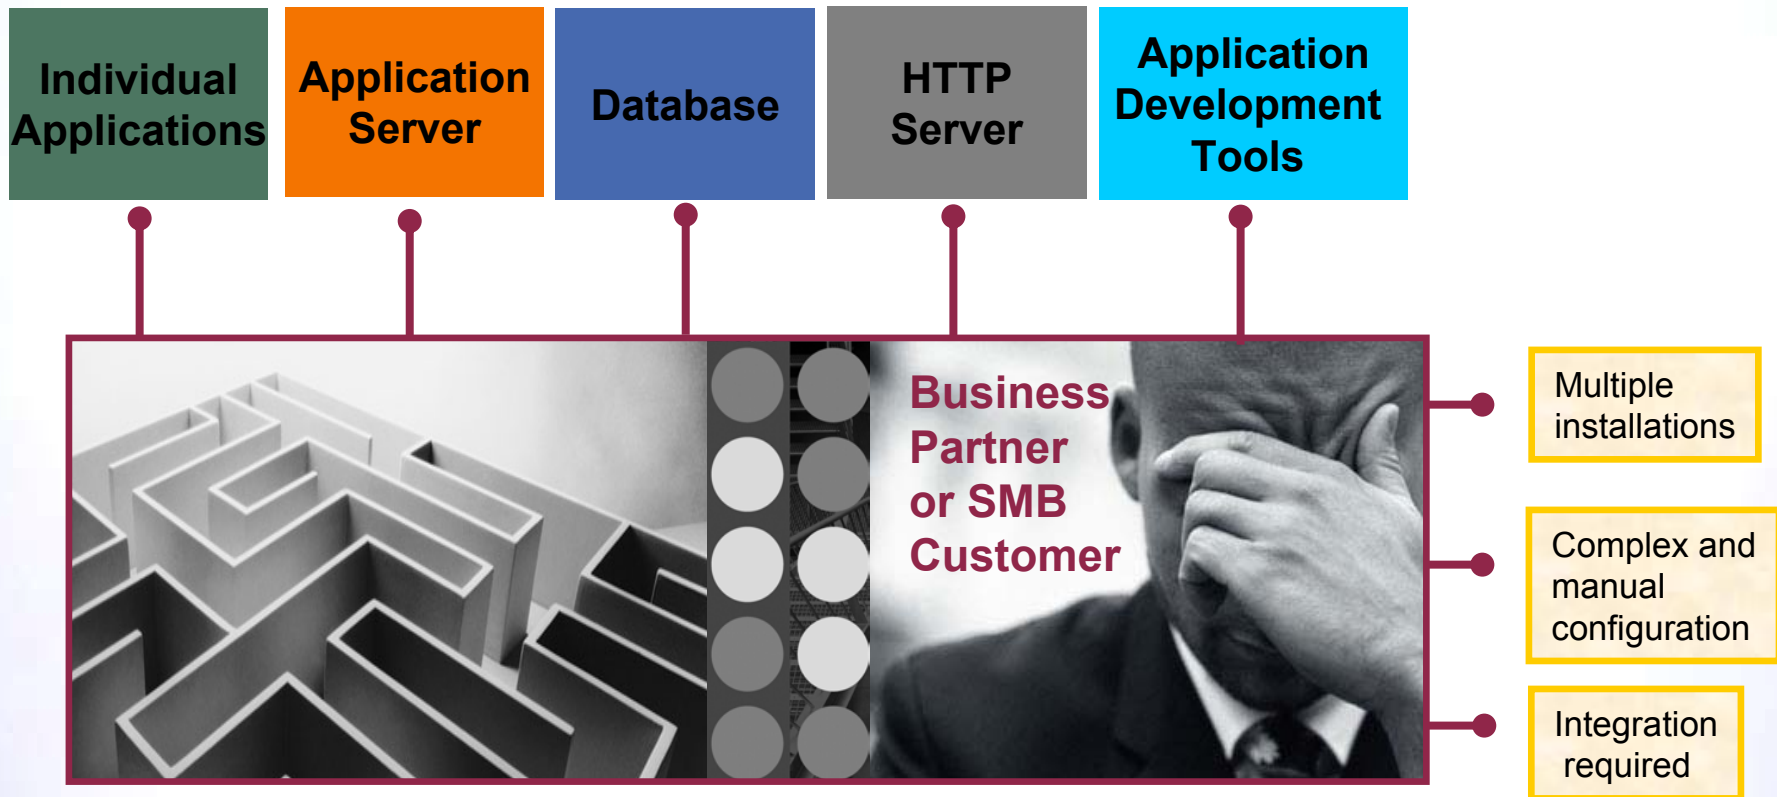 Individual
Applications
Application
Server
Database
HTTP
Server
Application
Development
Tools
Business
Partner
or SMB
Customer
Multiple
installations
Complex and
manual
configuration
Integration
required